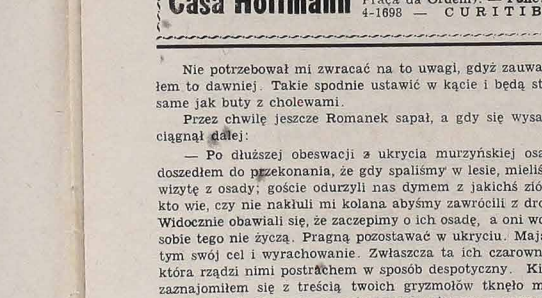 Casa Hoffmann
Praça da Ordem).
4-1698 — CURITIB
Nie potrzebował mi zwracać na to uwagi, gdyż zauwa
łem to dawniej. Takie spodnie ustawić w kącie i będą st
same jak buty z cholewami.
Przez chwilę jeszcze Romanek sapał, a gdy się wysa
ciągnął dalej:
— Po dłuższej obeswacji z ukrycia murzyńskiej osa
doszedłem do przekonania, że gdy spaliśmy w lesie, mieliś
wizytę z osady; goście odurzyli nas dymem z jakichś zió
kto wie, czy nie nakłuli mi kolana abyśmy zawrócili z dro
Widocznie obawiali się, że zaczepimy o ich osadę, a oni wo
sobie tego nie życzą. Pragną pozostawać w ukryciu. Maj
tym swój cel i wyrachowanie. Zwłaszcza ta ich czarown
która rządzi nimi postrachem w sposób despotyczny. Ki
zaznajomiłem się z treścią twoich gryzmołów tknęło m